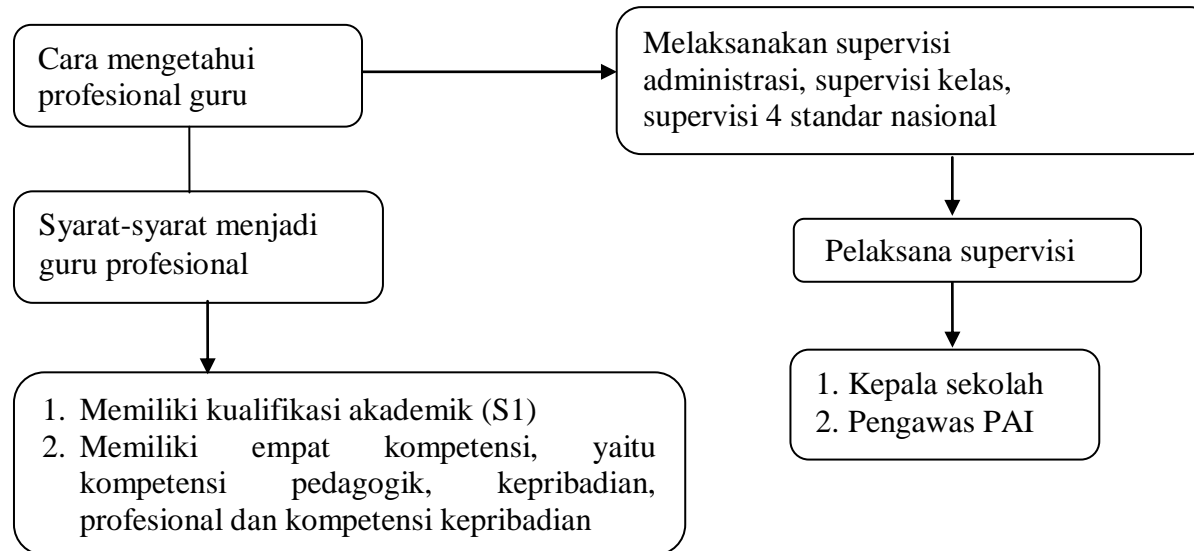 Cara mengetahui
profesional guru
Melaksanakan supervisi
administrasi, supervisi kelas,
supervisi 4 standar nasional
Syarat-syarat menjadi
guru profesional
Pelaksana supervisi
1. Memiliki kualifikasi akademik (S1)
2. Memiliki empat kompetensi, yaitu
kompetensi pedagogik, kepribadian,
profesional dan kompetensi kepribadian
1. Kepala sekolah
2. Pengawas PAI